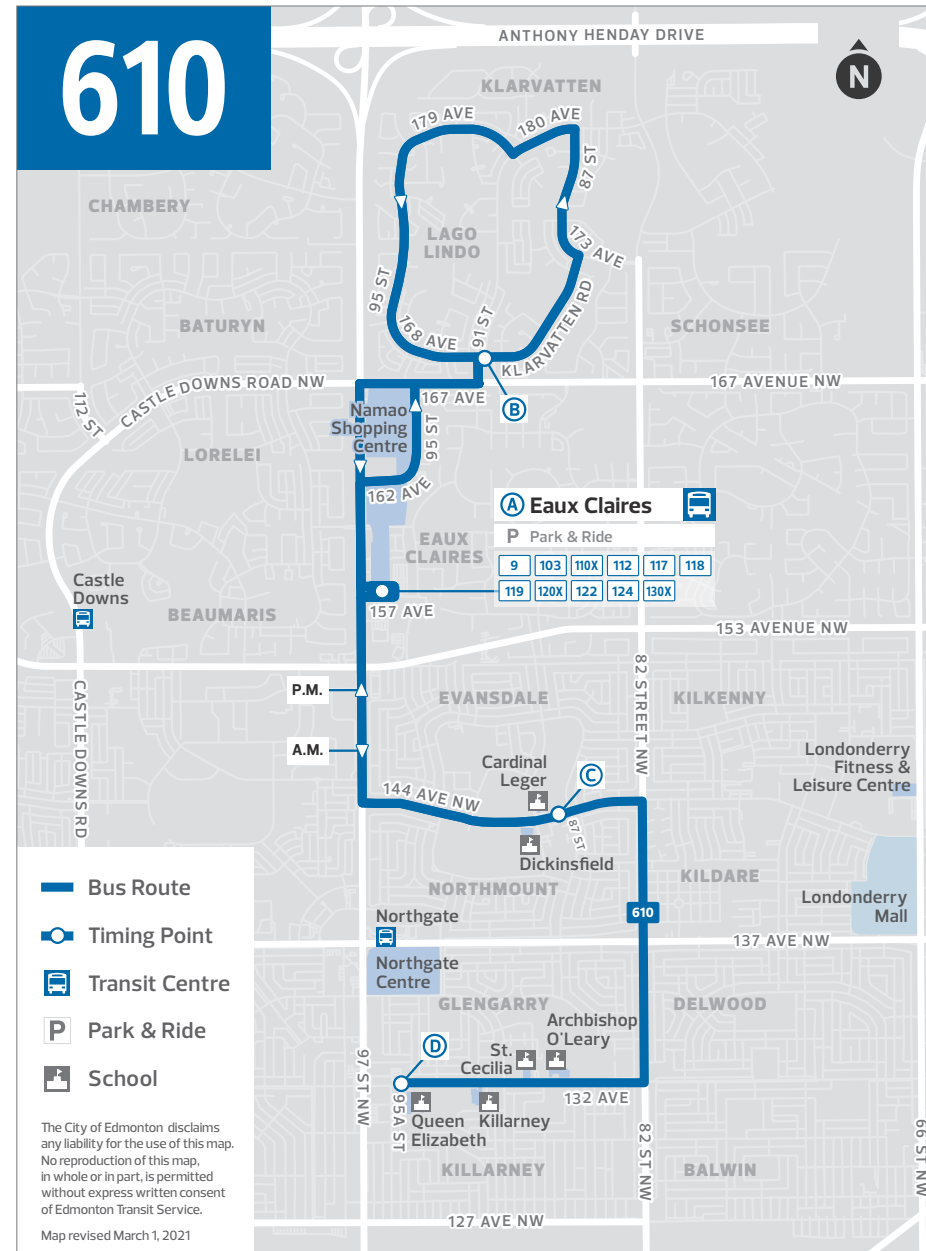 610
ANTHONY HENDAY DRIVE
N
KLARVATTEN
179 AVE
180 AVE
87 ST
CHAMBERY
LAGO
LINDO
173 AVE
95 ST
168 AVE
91 ST
KLARVATTEN RD
BATURYN
SCHONSEE
CASTLE DOWNS ROAD NW
167 AVENUE NW
112 ST
167 AVE
B
Namao
Shopping
Centre
95 ST
LORELEI
162 AVE
A Eaux Claires
P Park & Ride
9 103 110X 112 117 118
119 120X 122 124 130X
EAUX
CLAIRES
Castle
Downs
BEAUMARIS
157 AVE
153 AVENUE NW
P.M.
EVANSDALE
82 STREET NW
KILKENNY
CASTLE DOWNS RD
A.M.
Cardinal
Leger
C
Londonderry
Fitness &
Leisure Centre
144 AVE NW
87 ST
Dickinsfield
NORTHMOUNT
KILDARE
Londonderry
Mall
610
Northgate
137 AVE NW
Northgate
Centre
GLENGARRY
DELWOOD
Archbishop
O'Leary
D
St.
Cecilia
97 ST NW
95A ST
132 AVE
Queen
Elizabeth
Killarney
82 ST NW
66 ST NW
KILLARNEY
BALWIN
127 AVE NW
Bus Route
Timing Point
Transit Centre
P Park & Ride
School
The City of Edmonton disclaims
any liability for the use of this map.
No reproduction of this map,
in whole or in part, is permitted
without express written consent
of Edmonton Transit Service.
Map revised March 1, 2021